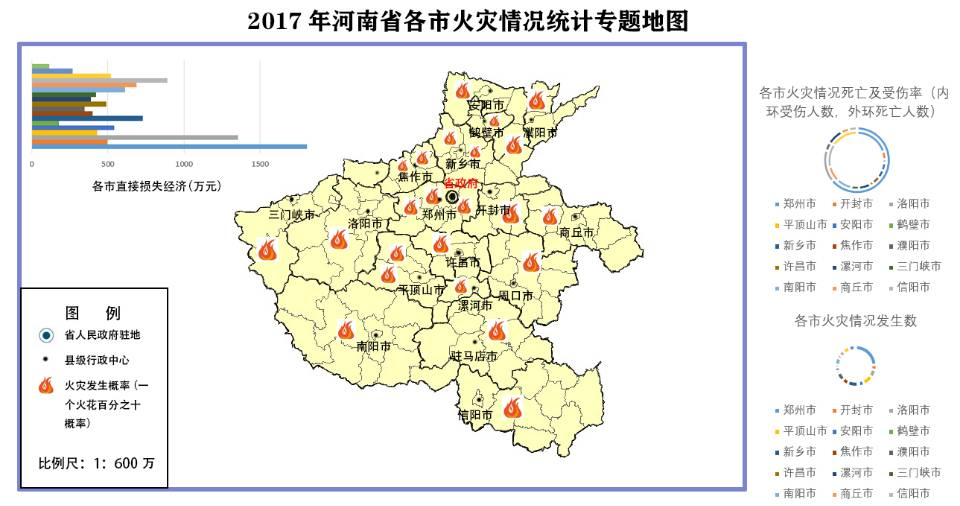 2017 年河南省各市火灾情况统计专题地图
0
500
1000
1500
各市直接损失经济(万元)
安阳市
鹤壁市
濮阳市
新乡市
焦作市
省政府
三门峡市
洛阳市
郑州市
开封市
商丘市
许昌市
平顶山市
漯河市
周口市
南阳市
驻马店市
信阳市
图 例
省人民政府驻地
县级行政中心
火灾发生概率(一
个火花百分之十
概率)
比例尺：1：600 万
各市火灾情况死亡及受伤率（内
环受伤人数，外环死亡人数）
郑州市 开封市 洛阳市
平顶山市 安阳市 鹤壁市
新乡市 焦作市 濮阳市
许昌市 漯河市 三门峡市
南阳市 商丘市 信阳市
各市火灾情况发生数
郑州市 开封市 洛阳市
平顶山市 安阳市 鹤壁市
新乡市 焦作市 濮阳市
许昌市 漯河市 三门峡市
南阳市 商丘市 信阳市